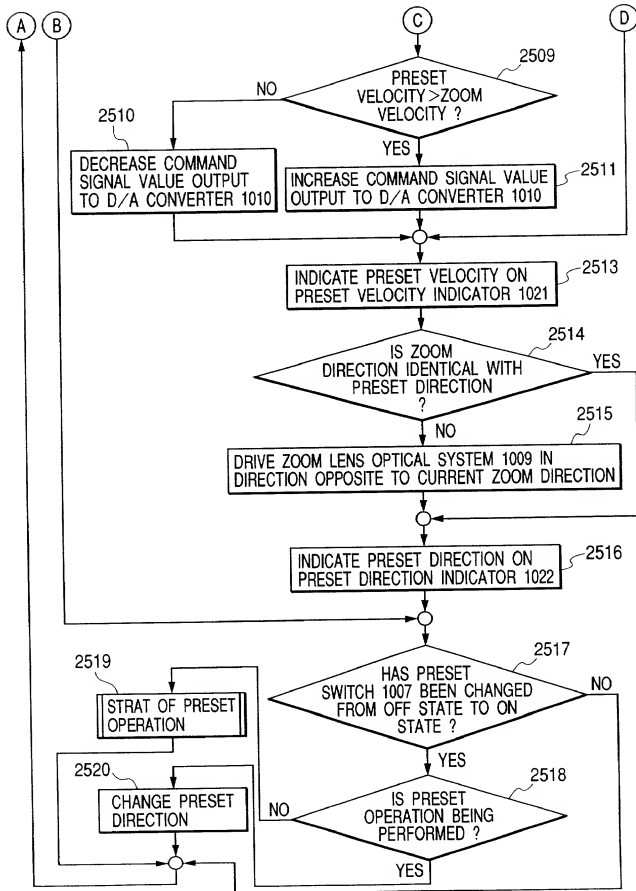 A
B
C
D
2509
PRESET
VELOCITY>ZOOM
VELOCITY ?
NO
YES
2510
DECREASE COMMAND
SIGNAL VALUE OUTPUT
TO D/A CONVERTER 1010
2511
INCREASE COMMAND SIGNAL VALUE
OUTPUT TO D/A CONVERTER 1010
2513
INDICATE PRESET VELOCITY ON
PRESET VELOCITY INDICATOR 1021
2514
IS ZOOM
DIRECTION IDENTICAL WITH
PRESET DIRECTION
?
YES
NO
2515
DRIVE ZOOM LENS OPTICAL SYSTEM 1009 IN
DIRECTION OPPOSITE TO CURRENT ZOOM DIRECTION
2516
INDICATE PRESET DIRECTION ON
PRESET DIRECTION INDICATOR 1022
2517
HAS PRESET
SWITCH 1007 BEEN CHANGED
FROM OFF STATE TO ON
STATE ?
NO
YES
2519
STRAT OF PRESET
OPERATION
2520
CHANGE PRESET
DIRECTION
2518
IS PRESET
OPERATION BEING
PERFORMED ?
NO
YES